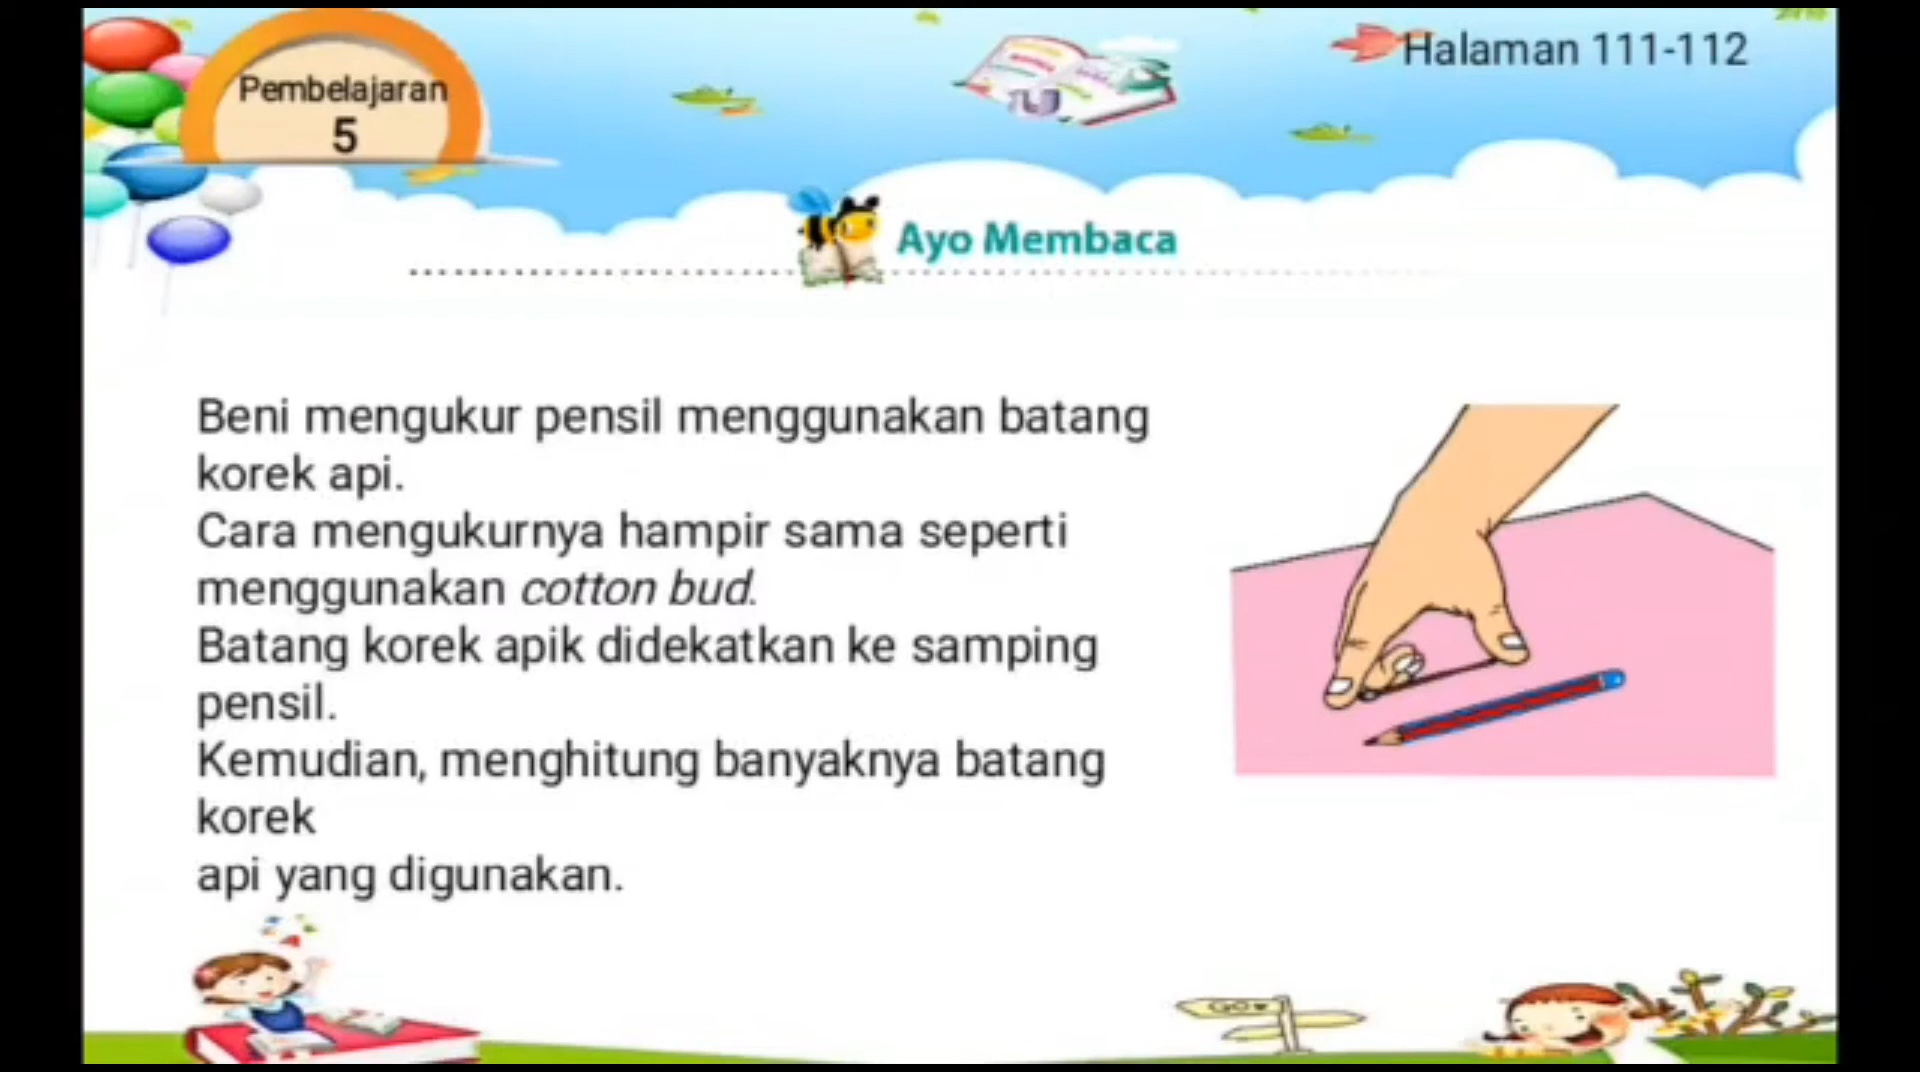 Pembelajaran
5
Halaman 111-112
Ayo Membaca
Beni mengukur pensil menggunakan batang
korek api.
Cara mengukurnya hampir sama seperti
menggunakan cotton bud.
Batang korek apik didekatkan ke samping
pensil.
Kemudian, menghitung banyaknya batang
korek
api yang digunakan.
GO